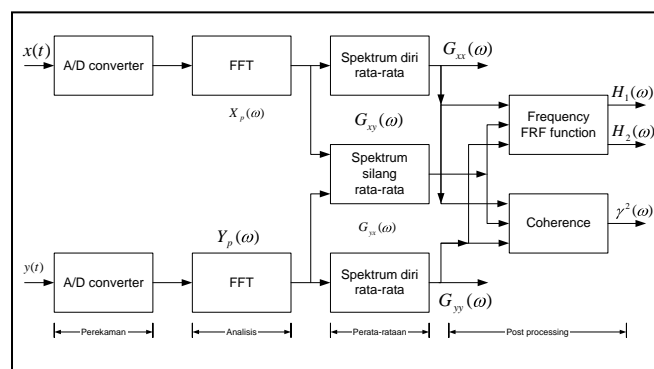 x(t)
A/D converter
FFT
Spektrum diri
rata-rata
G_xx(ω)
X_p(ω)
G_xy(ω)
Frequency
FRF function
H_1(ω)
H_2(ω)
Spektrum
silang
rata-rata
G_yx(ω)
Coherence
γ^2(ω)
Y_p(ω)
y(t)
A/D converter
FFT
Spektrum diri
rata-rata
G_yy(ω)
Perekaman
Analisis
Perata-rataan
Post processing